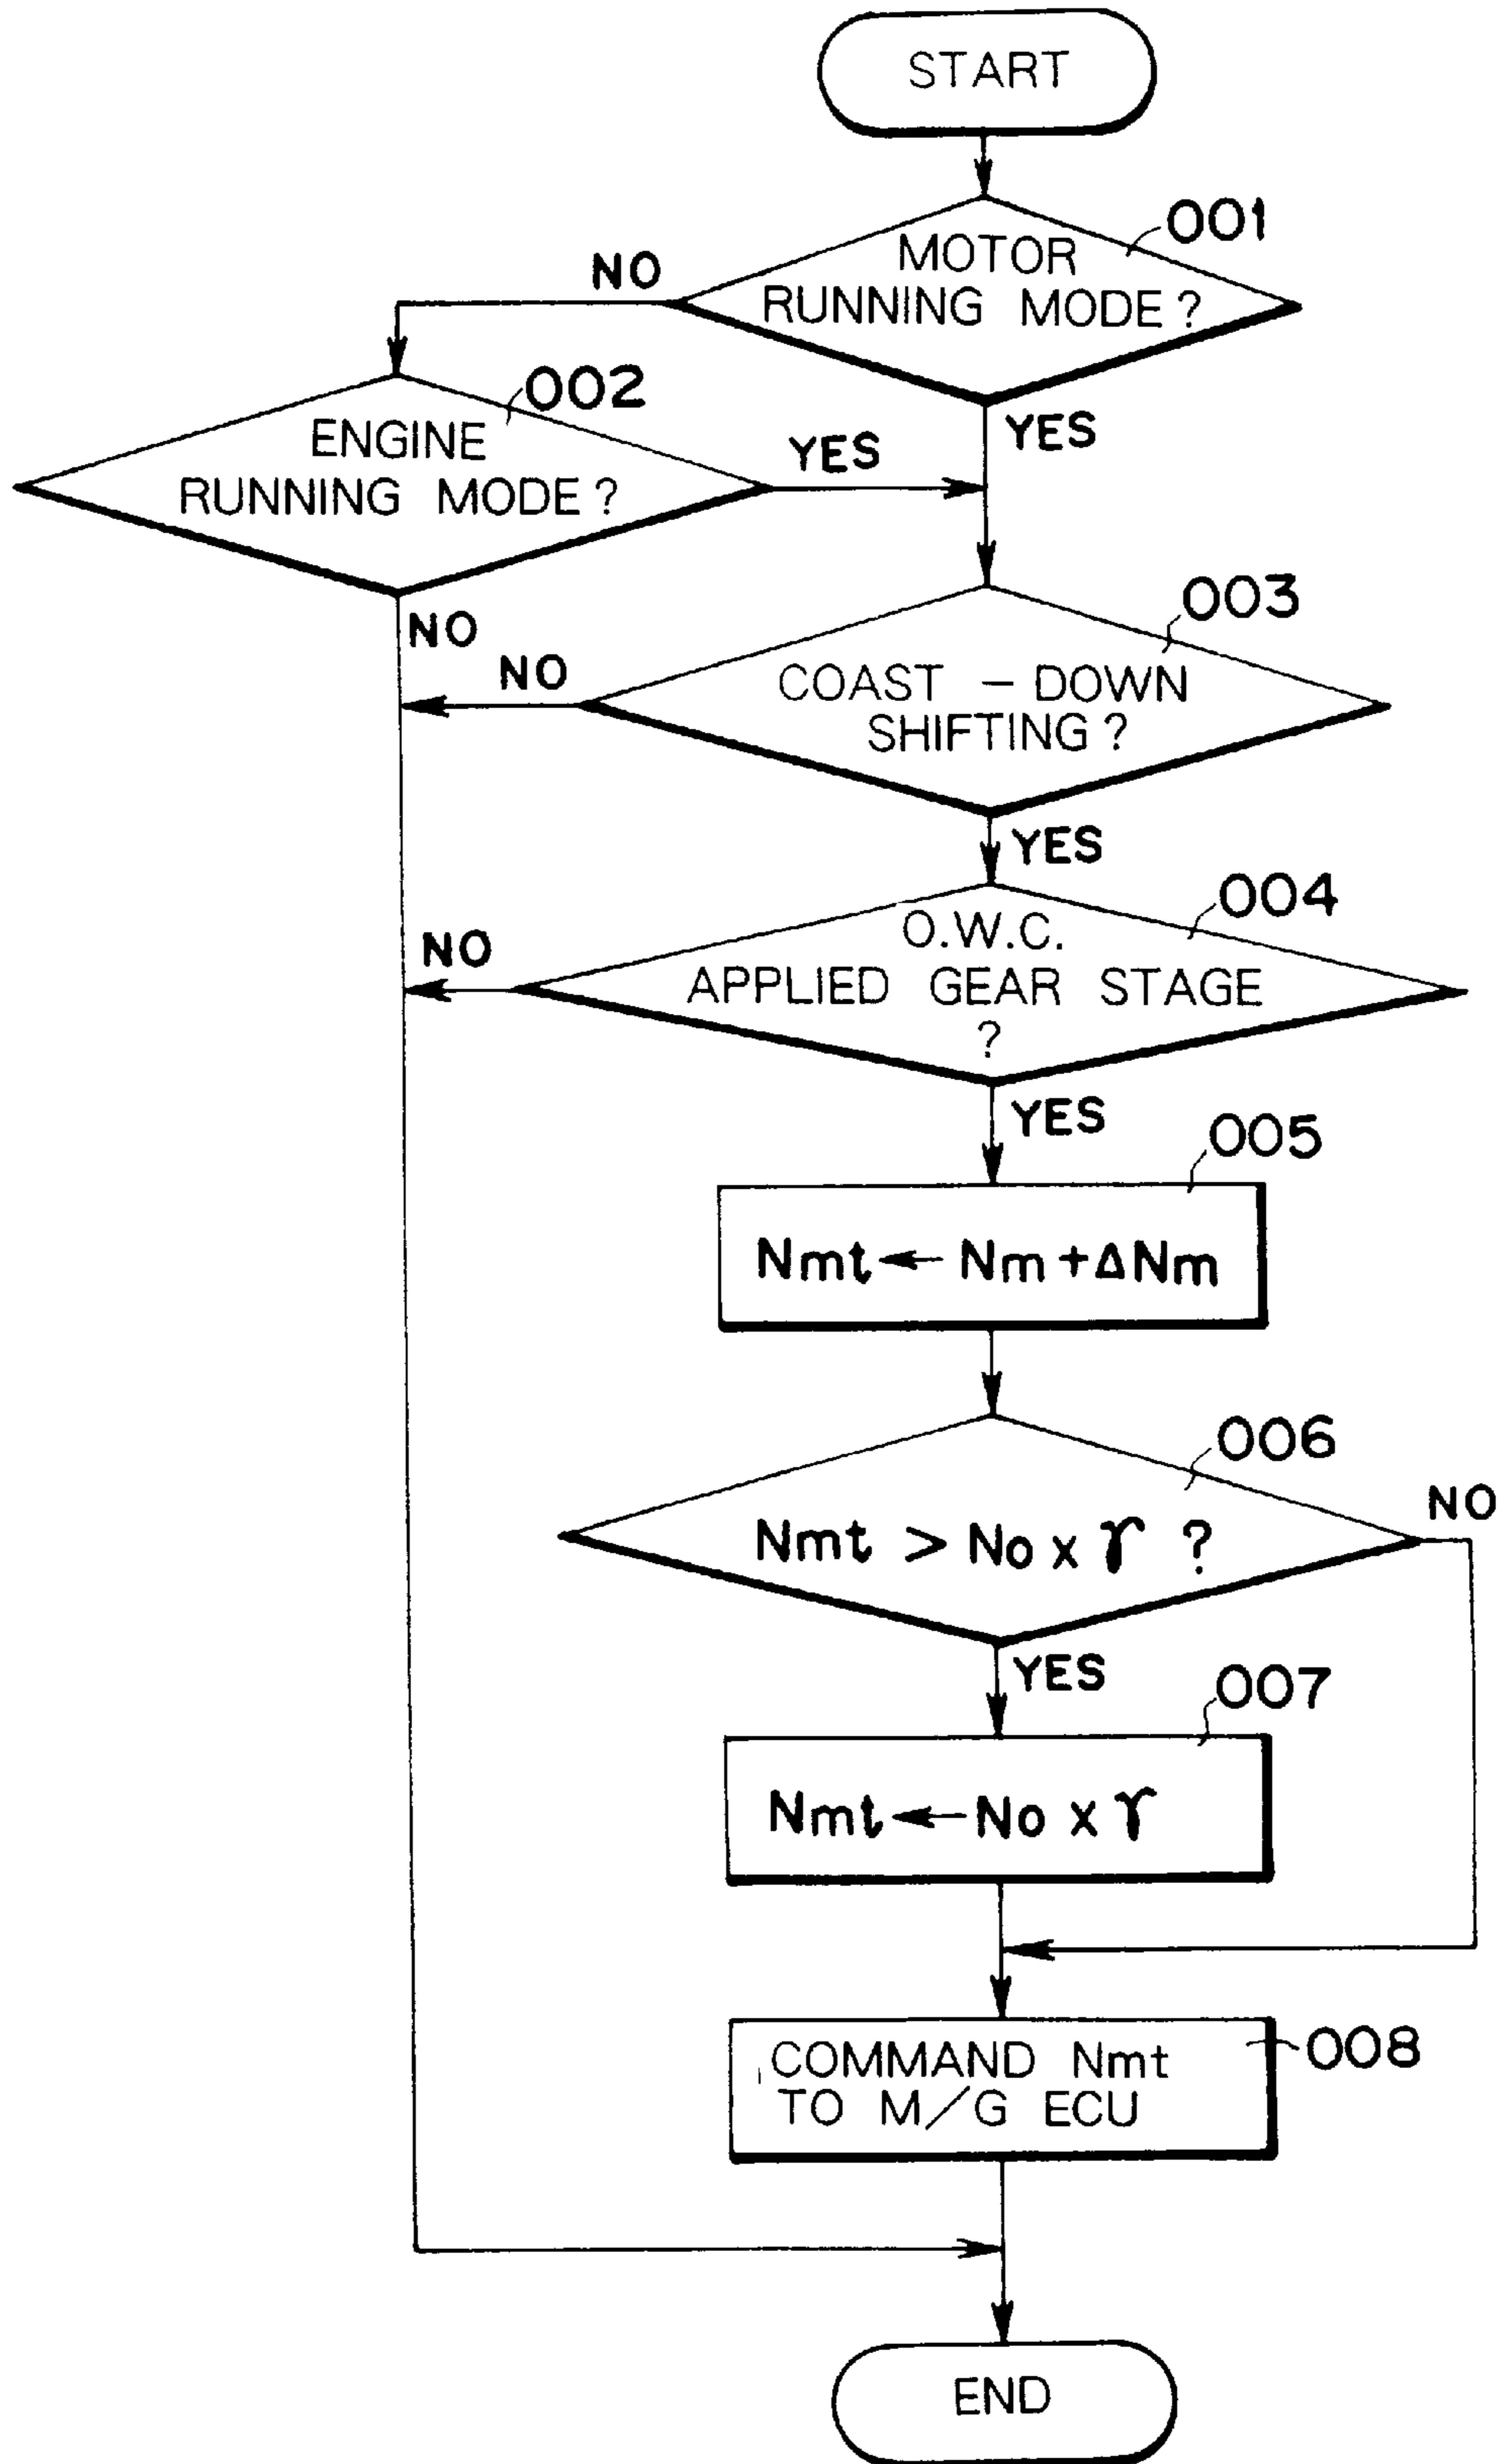 START
001
MOTOR
RUNNING MODE ?
NO
YES
002
ENGINE
RUNNING MODE ?
YES
NO
003
COAST - DOWN
SHIFTING ?
NO
YES
004
O.W.C.
APPLIED GEAR STAGE
?
NO
YES
005
Nmt ← Nm + ΔNm
006
Nmt > No x γ ?
NO
YES
007
Nmt ← No x γ
008
COMMAND Nmt
TO M/G ECU
END